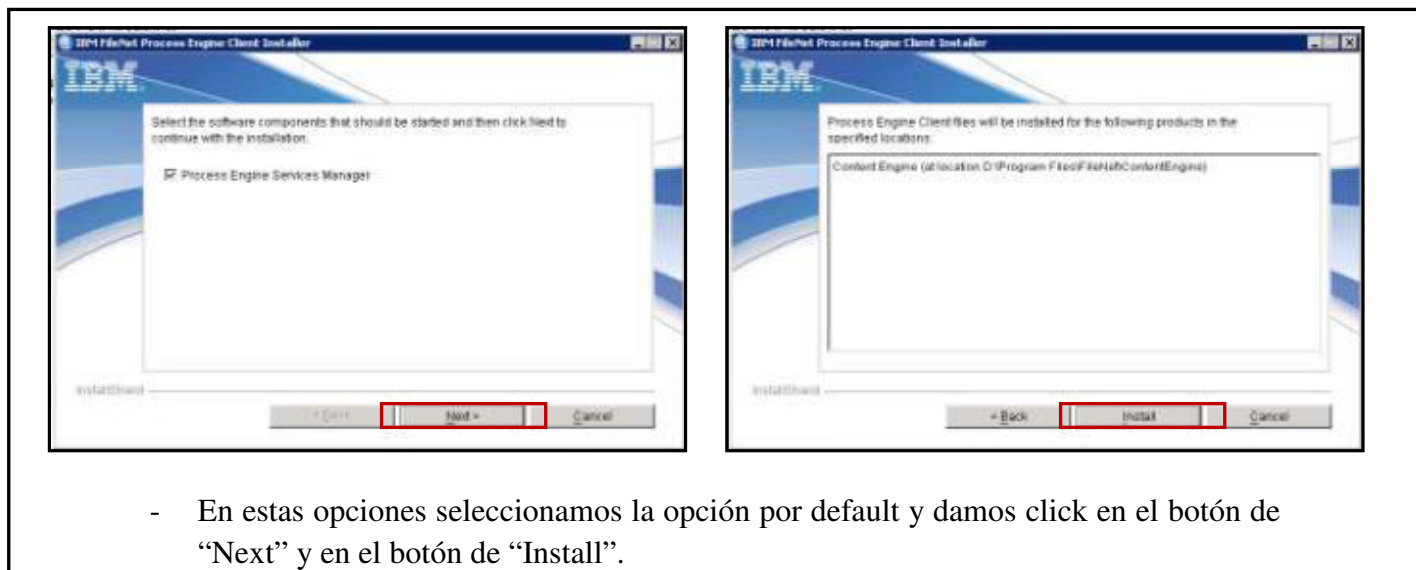 IBM FileNet Process Engine Client Installer
IBM.
Select the software components that should be started and then click Next to
continue with the installation.
Process Engine Services Manager
InstallShield
< Back
Next >
Cancel
IBM FileNet Process Engine Client Installer
IBM.
Process Engine Client files will be installed for the following products in the
specified locations:
Content Engine (at location D:\Program Files\FileNet\ContentEngine)
InstallShield
< Back
Install
Cancel
- En estas opciones seleccionamos la opción por default y damos click en el botón de
“Next” y en el botón de “Install”.